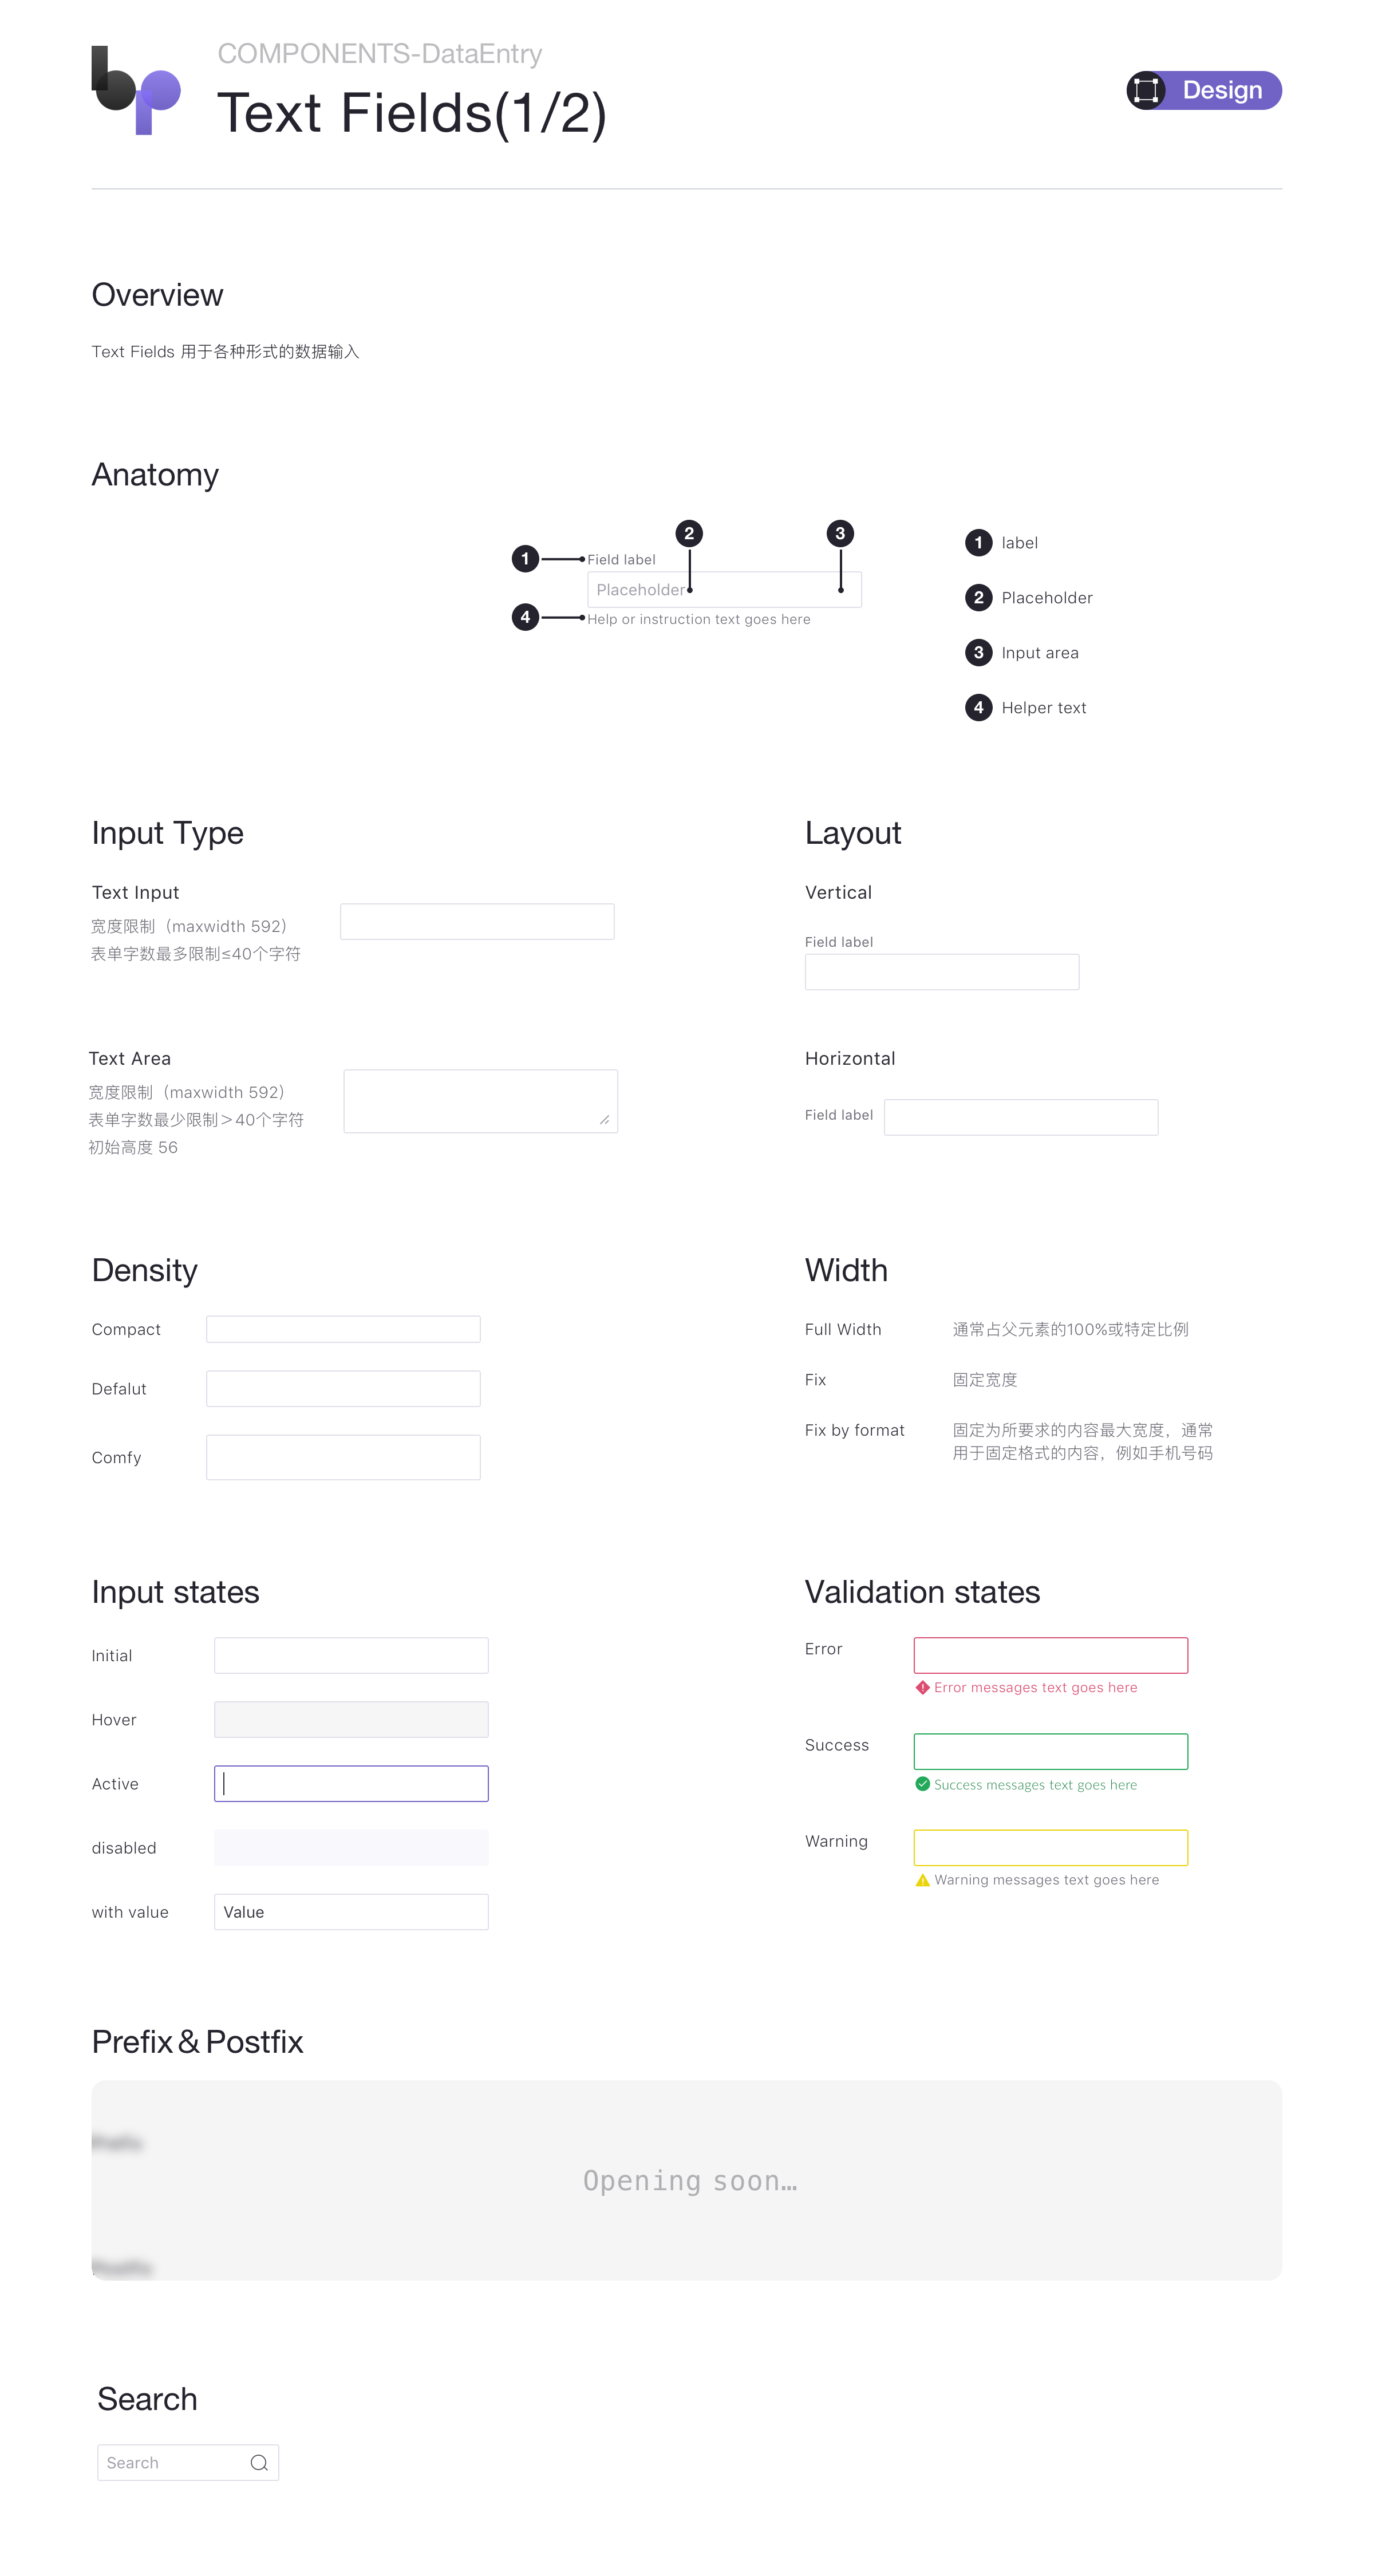 COMPONENTS-DataEntry
Text Fields(1/2)
Design
Overview
Text Fields 用于各种形式的数据输入
Anatomy
1
Field label
2
3
Placeholder
4
Help or instruction text goes here
1 label
2 Placeholder
3 Input area
4 Helper text
Input Type
Text Input
宽度限制（maxwidth 592）
表单字数最多限制≤40个字符
Text Area
宽度限制（maxwidth 592）
表单字数最少限制＞40个字符
初始高度 56
Layout
Vertical
Field label
Horizontal
Field label
Density
Compact
Defalut
Comfy
Width
Full Width 通常占父元素的100%或特定比例
Fix 固定宽度
Fix by format 固定为所要求的内容最大宽度，通常
用于固定格式的内容，例如手机号码
Input states
Initial
Hover
Active
disabled
with value Value
Validation states
Error
Error messages text goes here
Success
Success messages text goes here
Warning
Warning messages text goes here
Prefix & Postfix
Opening soon…
Search
Search